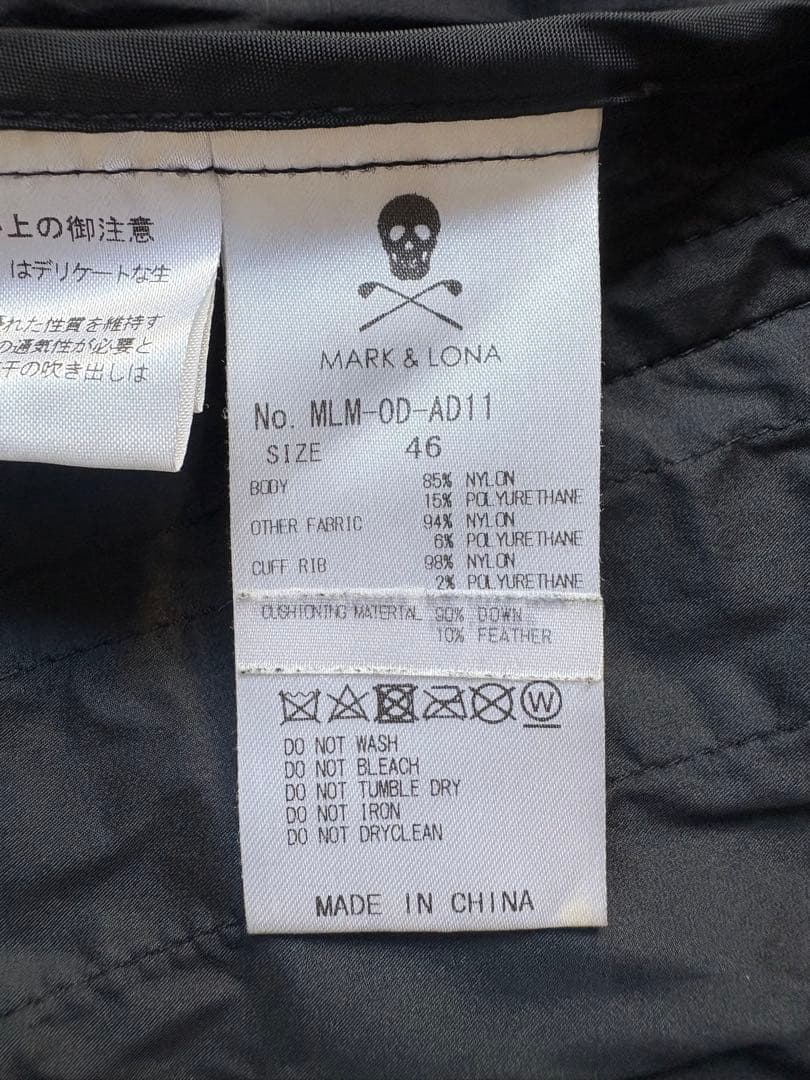 上の御注意
はデリケートな生
れた性質を維持す
の通気性が必要と
干の吹き出しは
MARK & LONA
No. MLM-OD-AD11
SIZE 46
BODY 85% NYLON
15% POLYURETHANE
OTHER FABRIC 94% NYLON
6% POLYURETHANE
CUFF RIB 98% NYLON
2% POLYURETHANE
CUSHIONING MATERIAL 90% DOWN
10% FEATHER
W
DO NOT WASH
DO NOT BLEACH
DO NOT TUMBLE DRY
DO NOT IRON
DO NOT DRYCLEAN
MADE IN CHINA